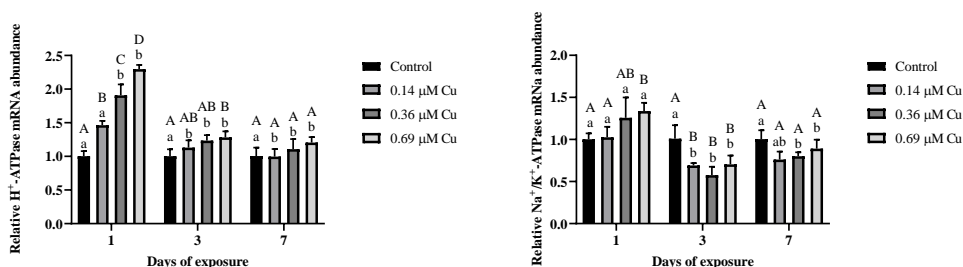 Relative H⁺-ATPase mRNA abundance
2.5
2.0
1.5
1.0
0.5
0.0
A
a
B
a
C
b
D
b
A
a
AB
a
AB
b
B
b
A
a
A
b
A
a
A
b
1
3
7
Days of exposure
Control
0.14 μM Cu
0.36 μM Cu
0.69 μM Cu
Relative Na⁺/K⁺-ATPase mRNa abundance
2.0
1.5
1.0
0.5
0.0
A
a
A
a
AB
a
B
a
A
a
B
b
B
b
B
b
A
a
A
ab
A
b
A
b
1
3
7
Days of exposure
Control
0.14 μM Cu
0.36 μM Cu
0.69 μM Cu